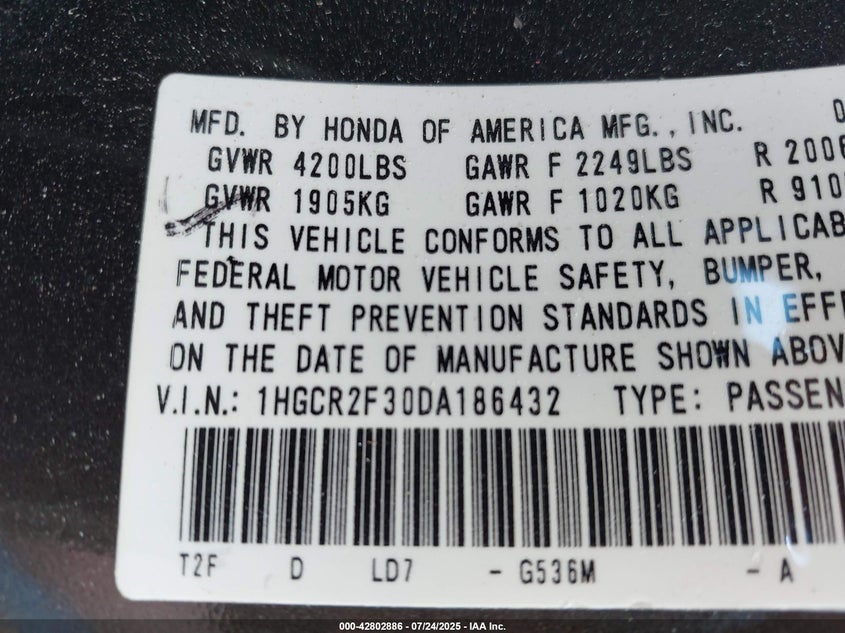 MFD. BY HONDA OF AMERICA MFG., INC. 0
GVWR 4200LBS GAWR F 2249LBS R 2006
GVWR 1905KG GAWR F 1020KG R 910
THIS VEHICLE CONFORMS TO ALL APPLICAB
FEDERAL MOTOR VEHICLE SAFETY, BUMPER,
AND THEFT PREVENTION STANDARDS IN EFF
ON THE DATE OF MANUFACTURE SHOWN ABOV
V.I.N.: 1HGCR2F30DA186432 TYPE: PASSEN
T2F D LD7 - G536M - A
000-42802886 - 07/24/2025 - IAA Inc.